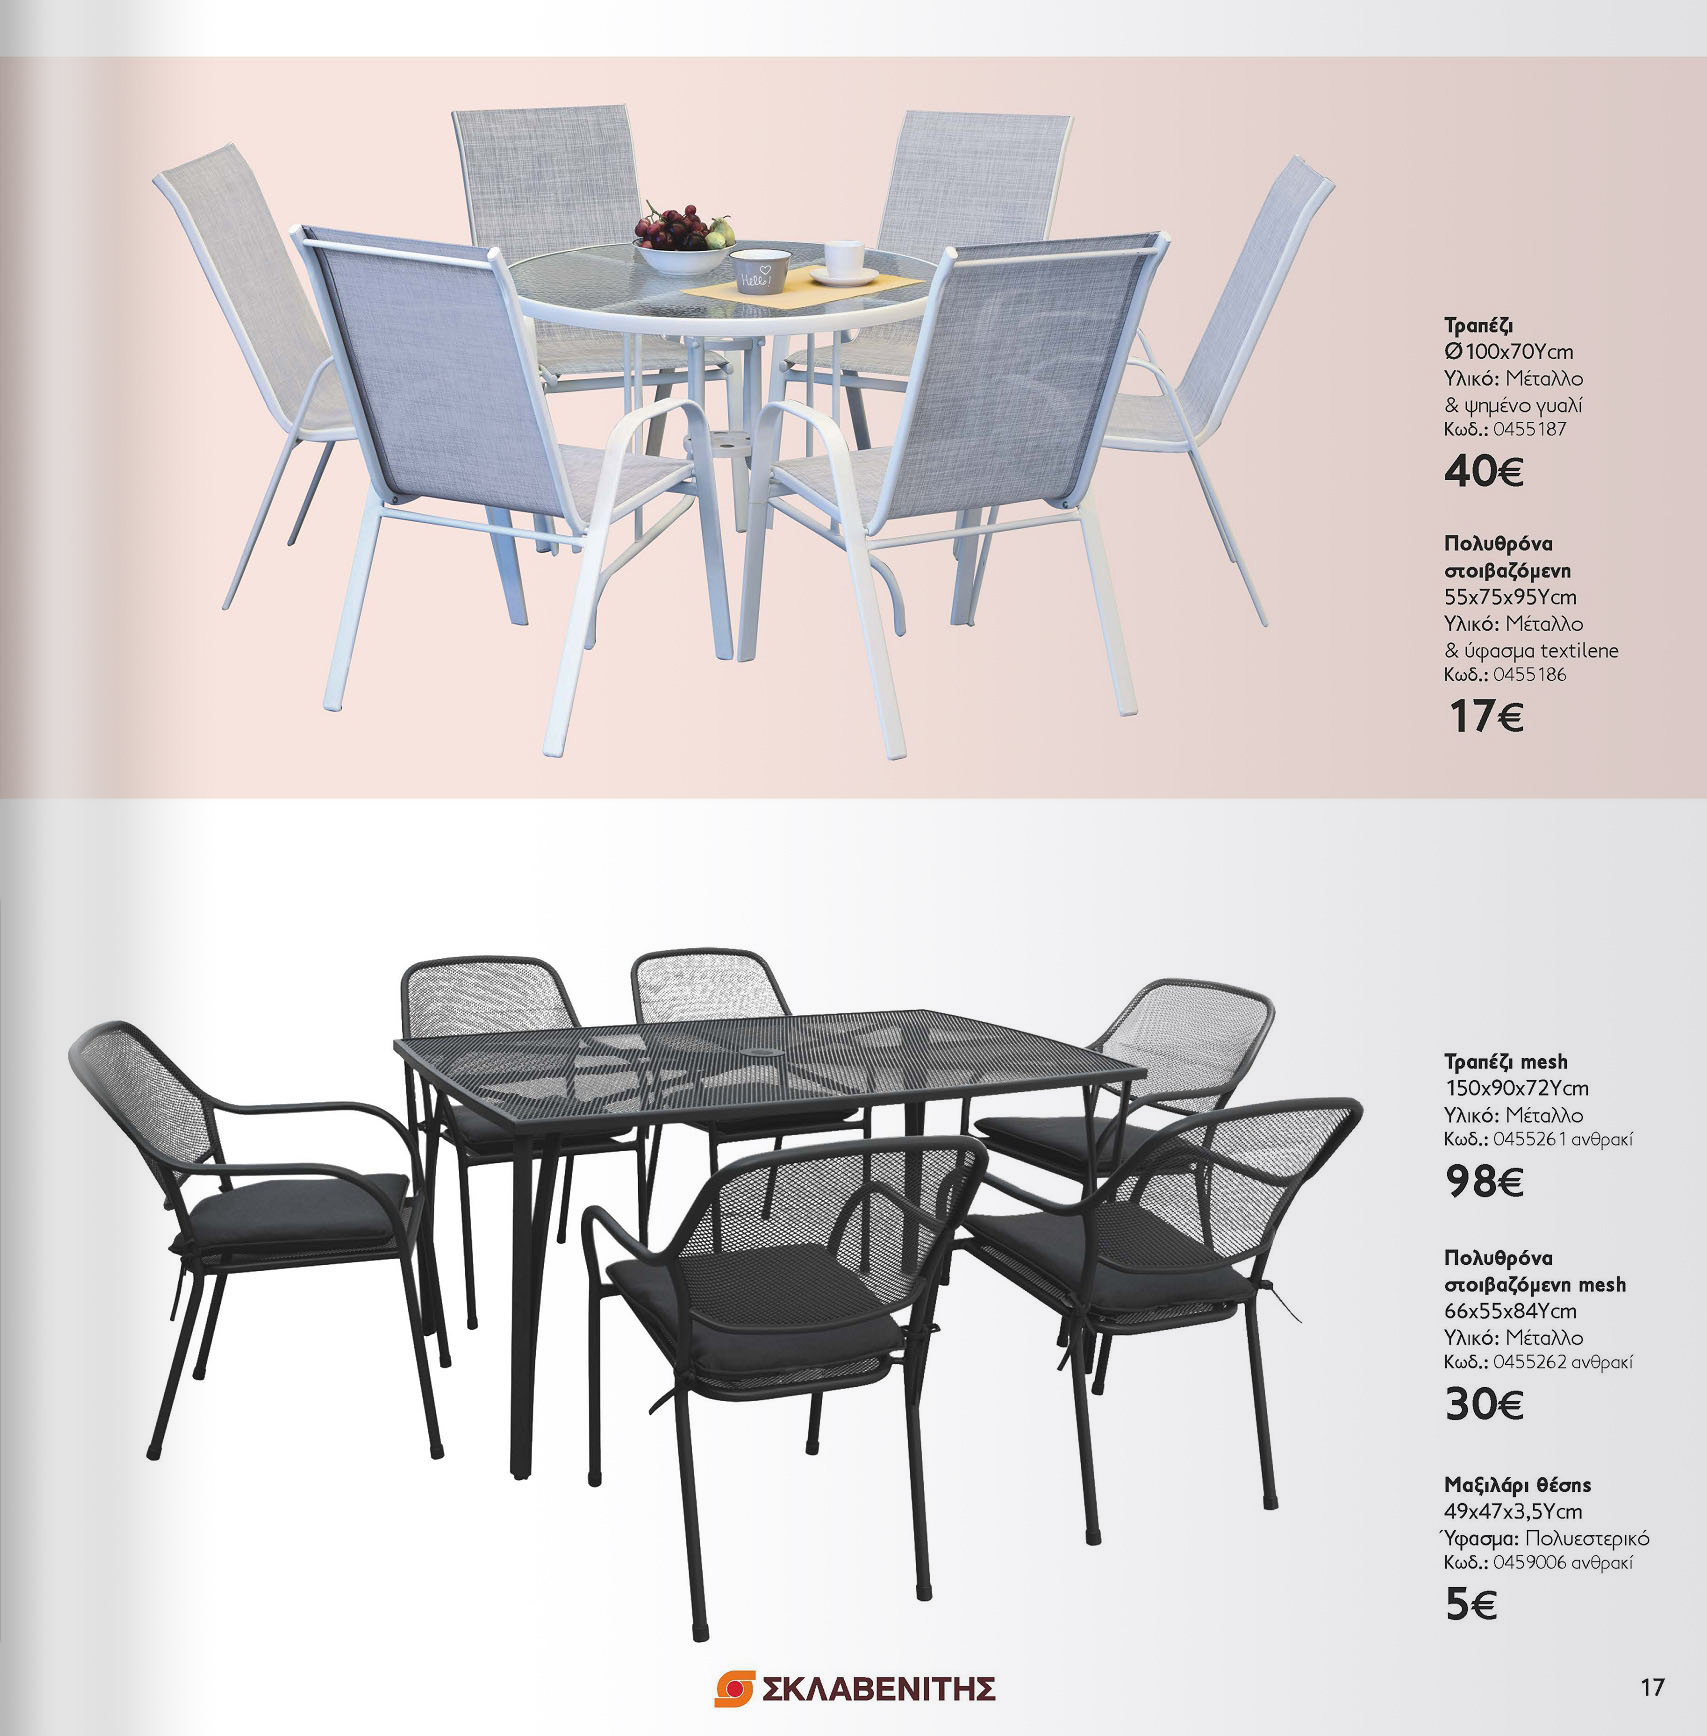 Hello!
Τραπέζι
Ø100x70Υcm
Υλικό: Μέταλλο
& ψημένο γυαλί
Κωδ.: 0455187
40€
Πολυθρόνα
στοιβαζόμενη
55x75x95Υcm
Υλικό: Μέταλλο
& ύφασμα textilene
Κωδ.: 0455186
17€
Τραπέζι mesh
150x90x72Υcm
Υλικό: Μέταλλο
Κωδ.: 0455261 ανθρακί
98€
Πολυθρόνα
στοιβαζόμενη mesh
66x55x84Υcm
Υλικό: Μέταλλο
Κωδ.: 0455262 ανθρακί
30€
Μαξιλάρι θέσης
49x47x3,5Υcm
Ύφασμα: Πολυεστερικό
Κωδ.: 0459006 ανθρακί
5€
ΣΚΛΑΒΕΝΙΤΗΣ
17